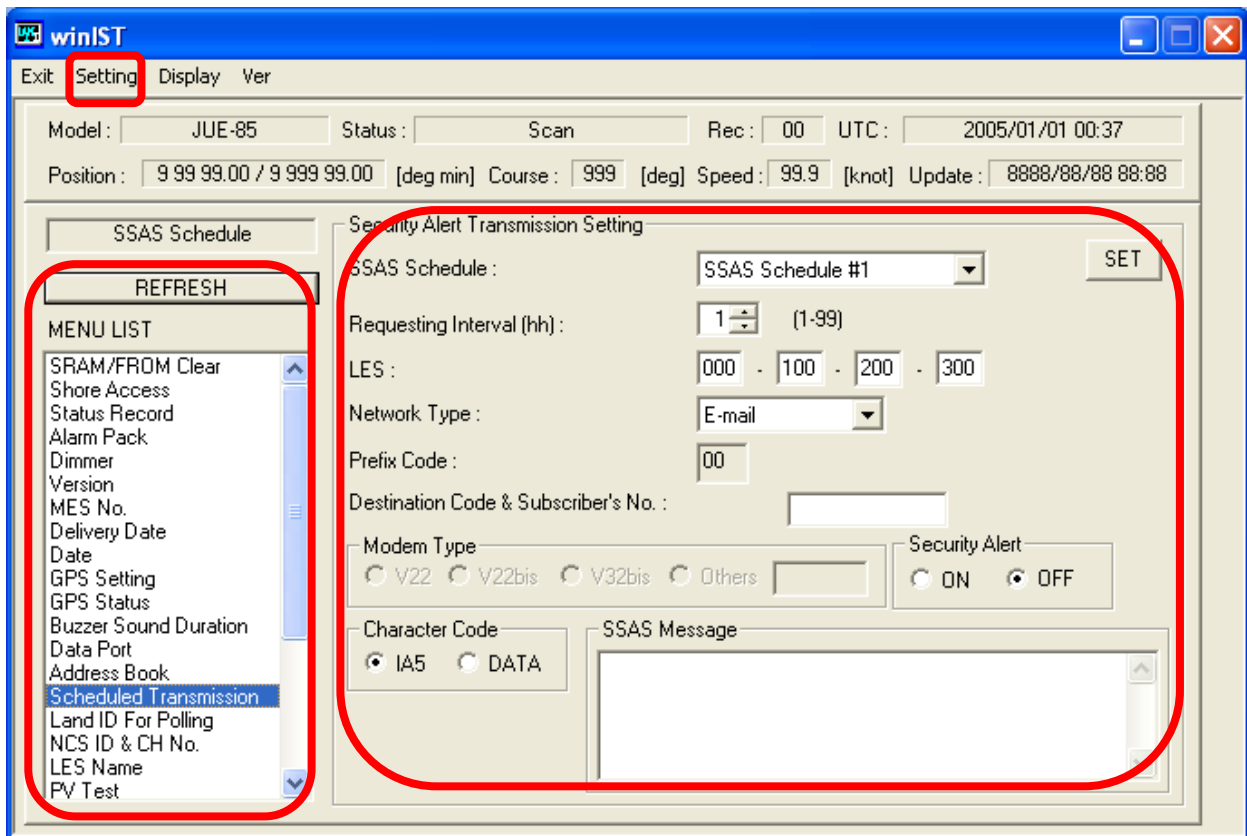 winIST
Exit Setting Display Ver
Model : JUE-85 Status : Scan Rec : 00 UTC : 2005/01/01 00:37
Position : 9 99 99.00 / 9 999 99.00 [deg min] Course : 999 [deg] Speed : 99.9 [knot] Update : 8888/88/88 88:88
SSAS Schedule
REFRESH
MENU LIST
SRAM/FROM Clear
Shore Access
Status Record
Alarm Pack
Dimmer
Version
MES No.
Delivery Date
Date
GPS Setting
GPS Status
Buzzer Sound Duration
Data Port
Address Book
Scheduled Transmission
Land ID For Polling
NCS ID & CH No.
LES Name
PV Test
Security Alert Transmission Setting
SSAS Schedule : SSAS Schedule #1 SET
Requesting Interval (hh) : 1 (1-99)
LES : 000 - 100 - 200 - 300
Network Type : E-mail
Prefix Code : 00
Destination Code & Subscriber's No. :
Modem Type
V22 V22bis V32bis Others
Security Alert
ON OFF
Character Code
IA5 DATA
SSAS Message